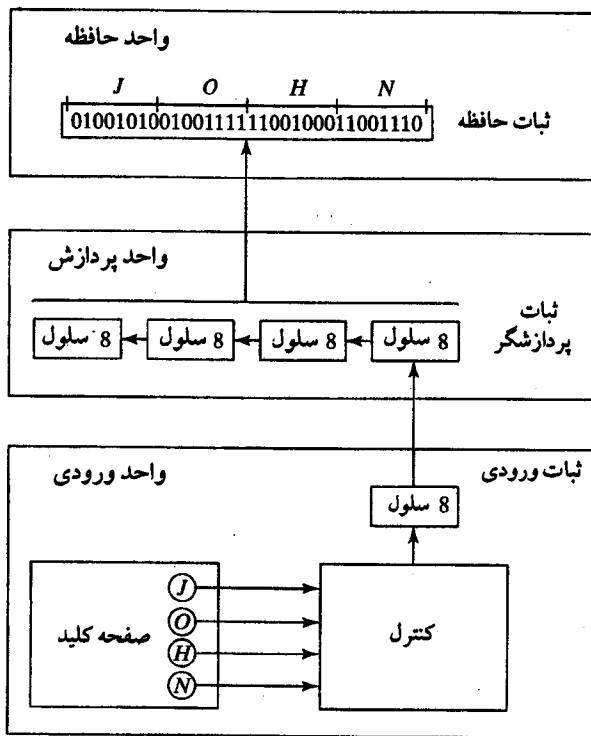 واحد حافظه
J O H N
ثبات حافظه 01001010010011111100100011001110
واحد پردازش
ثبات پردازشگر
8 سلول 8 سلول 8 سلول 8 سلول
ثبات ورودی واحد ورودی
8 سلول
J
O
صفحه کلید کنترل
H
N